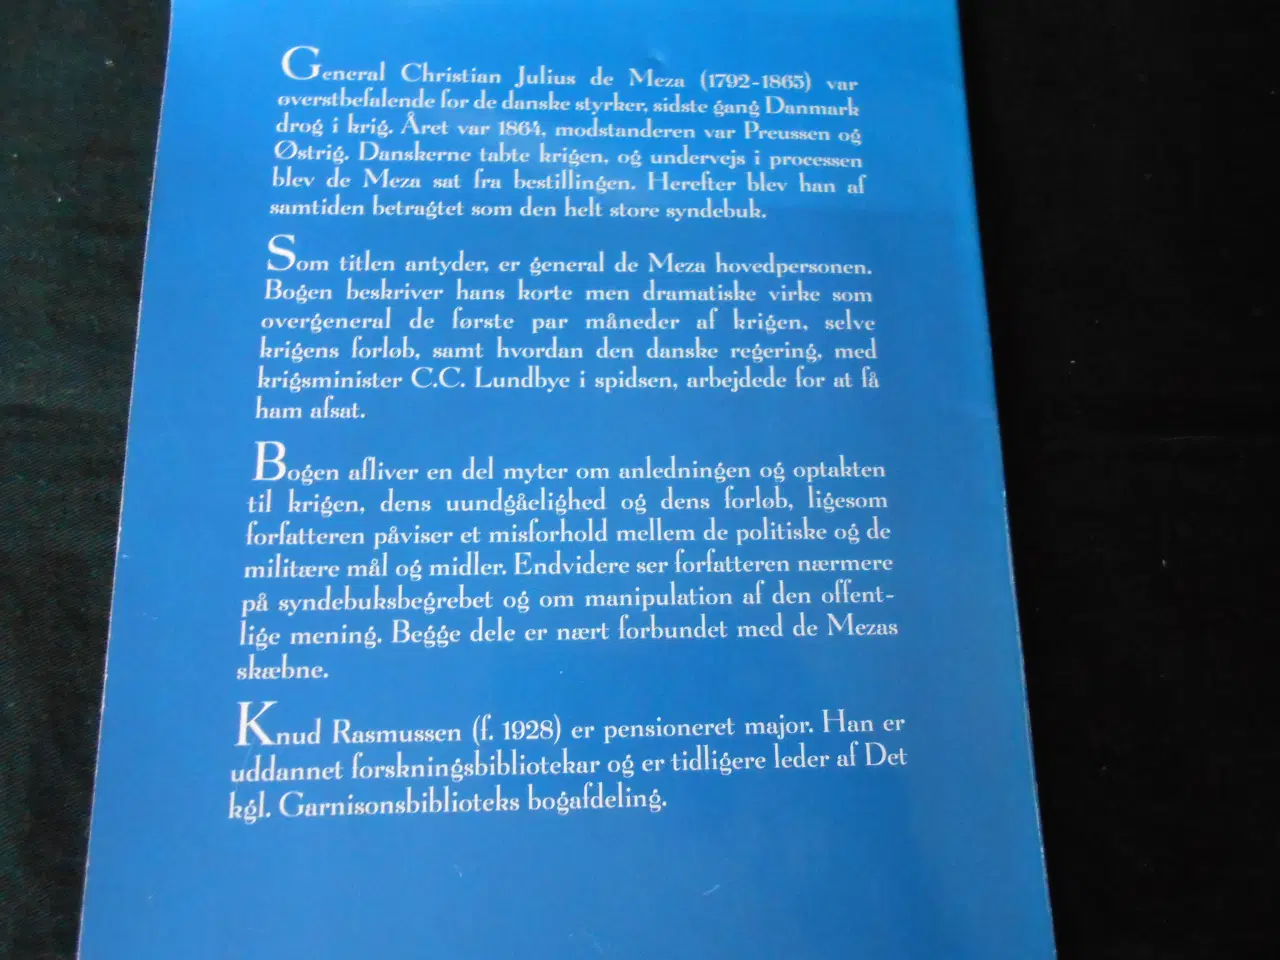 General Christian Julius de Meza (1792-1865) var
øverstbefalende for de danske styrker, sidste gang Danmark
drog i krig. Året var 1864, modstanderen var Preussen og
Østrig. Danskerne tabte krigen, og undervejs i processen
blev de Meza sat fra bestillingen. Herefter blev han af
samtiden betragtet som den helt store syndebuk.
Som titlen antyder, er general de Meza hovedpersonen.
Bogen beskriver hans korte men dramatiske virke som
overgeneral de første par måneder af krigen, selve
krigens forløb, samt hvordan den danske regering, med
krigsminister C.C. Lundbye i spidsen, arbejdede for at få
ham afsat.
Bogen afliver en del myter om anledningen og optakten
til krigen, dens uundgåelighed og dens forløb, ligesom
forfatteren påviser et misforhold mellem de politiske og de
militære mål og midler. Endvidere ser forfatteren nærmere
på syndebuksbegrebet og om manipulation af den offent-
lige mening. Begge dele er nært forbundet med de Mezas
skæbne.
Knud Rasmussen (f. 1928) er pensioneret major. Han er
uddannet forskningsbibliotekar og er tidligere leder af Det
kgl. Garnisonsbiblioteks bogafdeling.